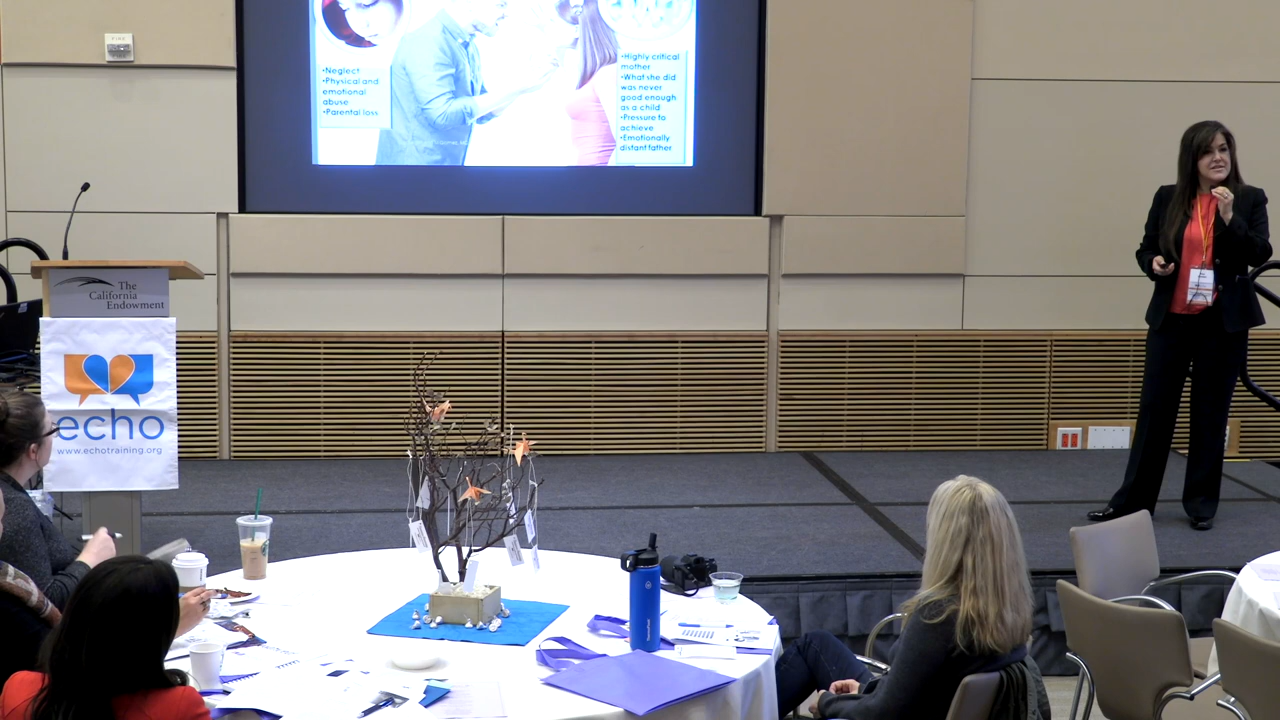 FIRE
•Neglect
•Physical and
emotional
abuse
•Parental loss
•Highly critical
mother
•What she did
was never
good enough
as a child
•Pressure to
achieve
•Emotionally
distant father
The
California
Endowment
echo
www.echotraining.org